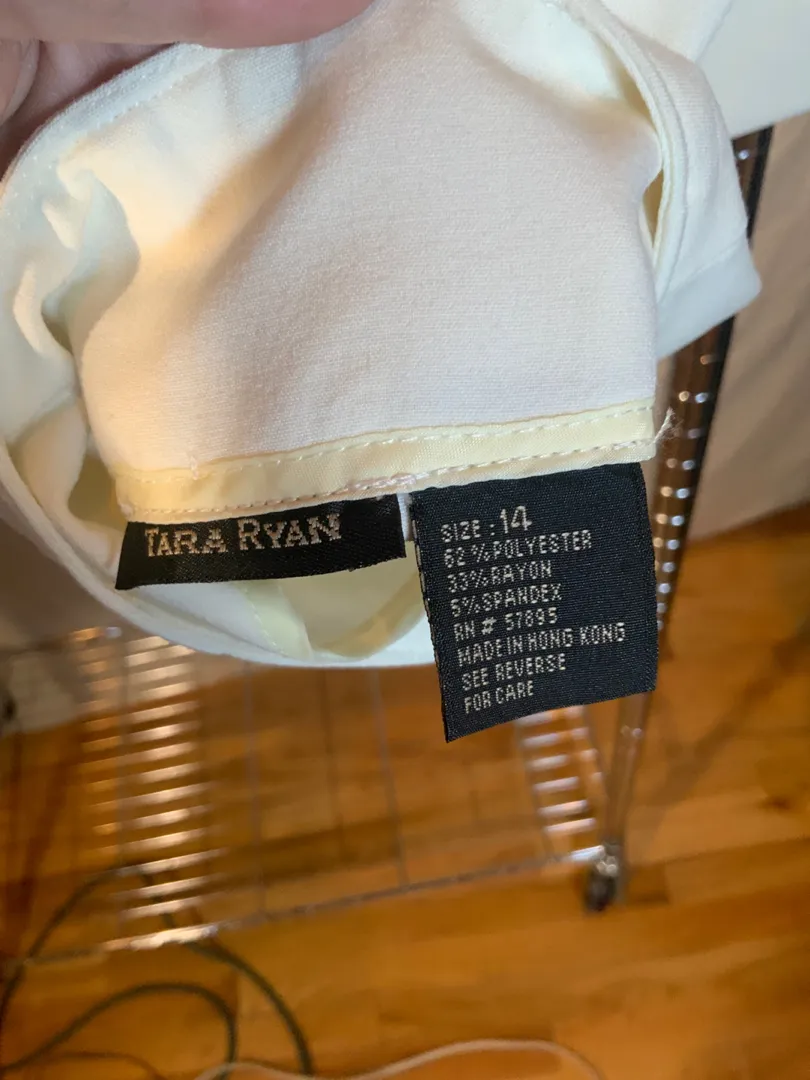 TARA RYAN
SIZE : 14
62 % POLYESTER
33% RAYON
5% SPANDEX
RN # 57895
MADE IN HONG KONG
SEE REVERSE
FOR CARE